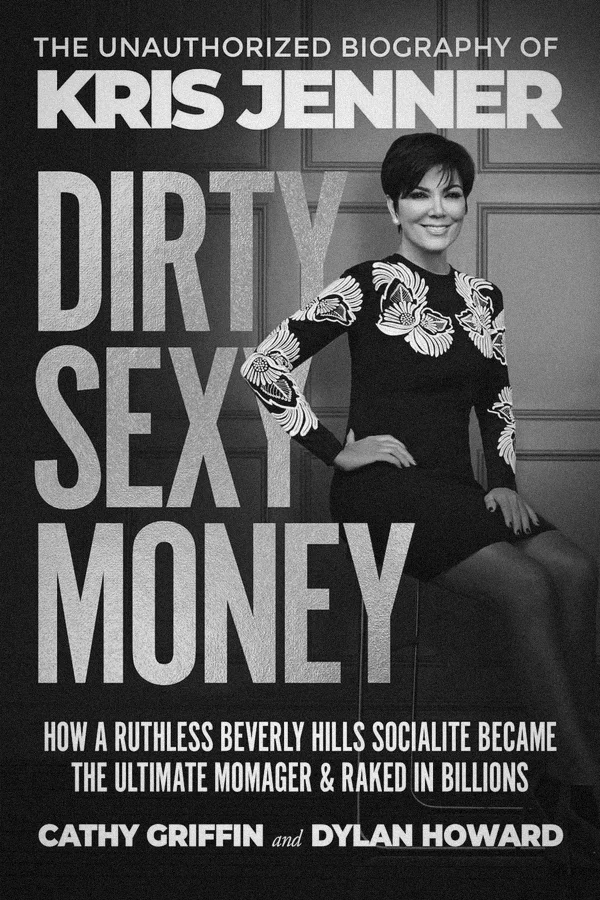 THE UNAUTHORIZED BIOGRAPHY OF
KRIS JENNER
DIRTY
SEXY
MONEY
HOW A RUTHLESS BEVERLY HILLS SOCIALITE BECAME
THE ULTIMATE MOMAGER & RAKED IN BILLIONS
CATHY GRIFFIN and DYLAN HOWARD